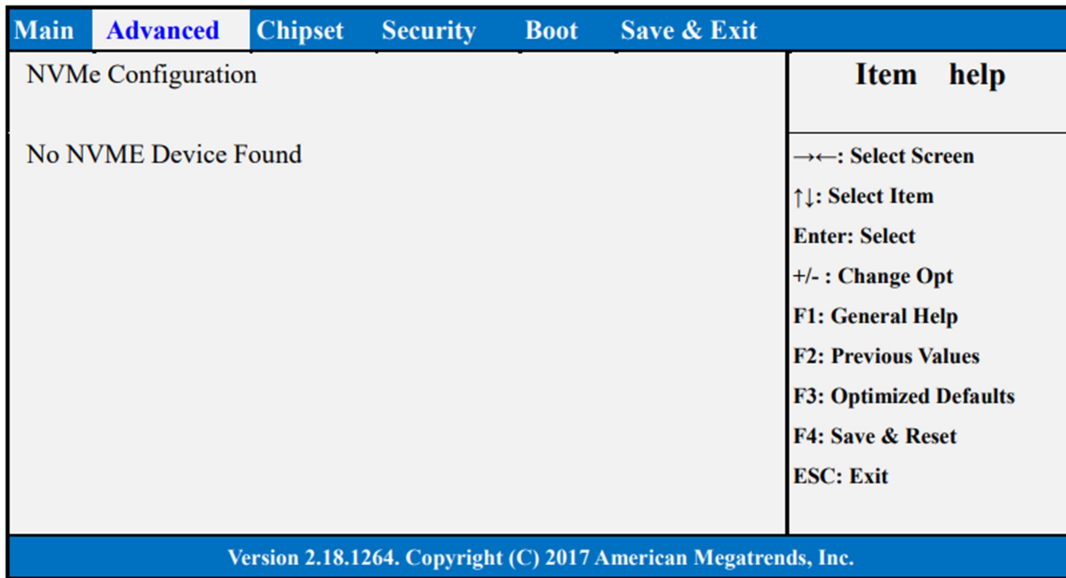 Main Advanced Chipset Security Boot Save & Exit
NVMe Configuration
No NVME Device Found
Item help
→←: Select Screen
↑↓: Select Item
Enter: Select
+/- : Change Opt
F1: General Help
F2: Previous Values
F3: Optimized Defaults
F4: Save & Reset
ESC: Exit
Version 2.18.1264. Copyright (C) 2017 American Megatrends, Inc.